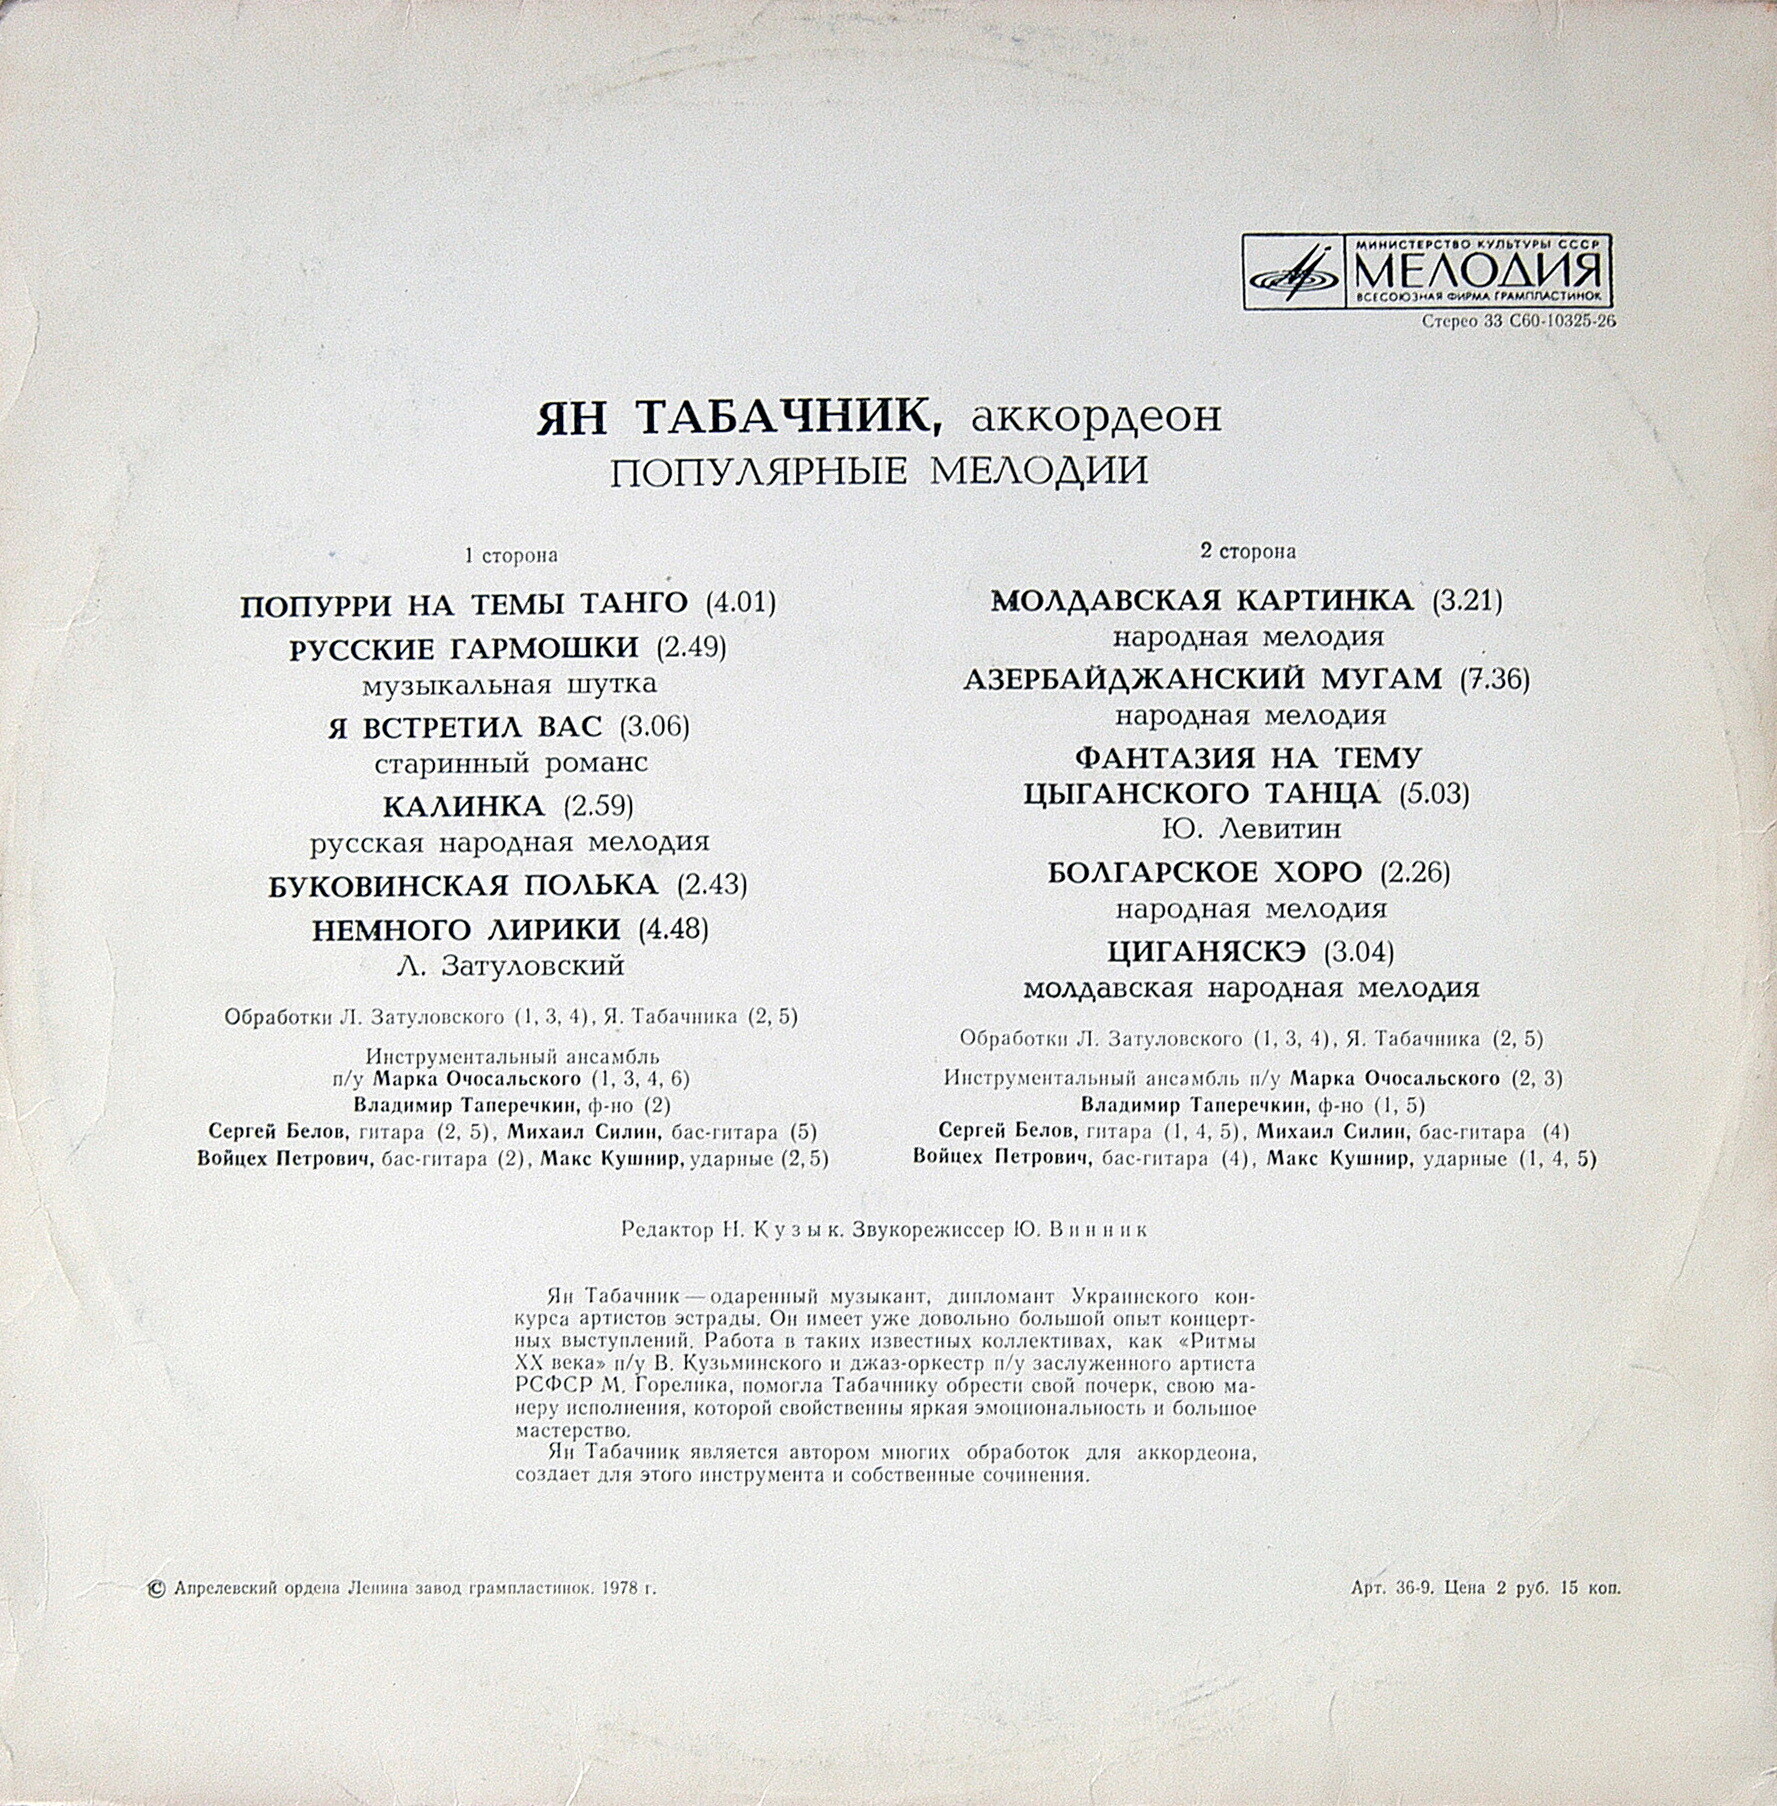 МИНИСТЕРСТВО КУЛЬТУРЫ СССР
МЕЛОДИЯ
ВСЕСОЮЗНАЯ ФИРМА ГРАМПЛАСТИНОК
Стерео 33 С60-10325-26
ЯН ТАБАЧНИК, аккордеон
ПОПУЛЯРНЫЕ МЕЛОДИИ
1 сторона
ПОПУРРИ НА ТЕМЫ ТАНГО (4.01)
РУССКИЕ ГАРМОШКИ (2.49)
музыкальная шутка
Я ВСТРЕТИЛ ВАС (3.06)
старинный романс
КАЛИНКА (2.59)
русская народная мелодия
БУКОВИНСКАЯ ПОЛЬКА (2.43)
НЕМНОГО ЛИРИКИ (4.48)
Л. Затуловский
Обработки Л. Затуловского (1, 3, 4), Я. Табачника (2, 5)
Инструментальный ансамбль
п/у Марка Очосальского (1, 3, 4, 6)
Владимир Таперечкин, ф-но (2)
Сергей Белов, гитара (2, 5), Михаил Силин, бас-гитара (5)
Войцех Петрович, бас-гитара (2), Макс Кушнир, ударные (2,5)
2 сторона
МОЛДАВСКАЯ КАРТИНКА (3.21)
народная мелодия
АЗЕРБАЙДЖАНСКИЙ МУГАМ (7.36)
народная мелодия
ФАНТАЗИЯ НА ТЕМУ
ЦЫГАНСКОГО ТАНЦА (5.03)
Ю. Левитин
БОЛГАРСКОЕ ХОРО (2.26)
народная мелодия
ЦИГАНЯСКЭ (3.04)
молдавская народная мелодия
Обработки Л. Затуловского (1, 3, 4), Я. Табачника (2, 5)
Инструментальный ансамбль п/у Марка Очосальского (2, 3)
Владимир Таперечкин, ф-но (1, 5)
Сергей Белов, гитара (1, 4, 5), Михаил Силин, бас-гитара (4)
Войцех Петрович, бас-гитара (4), Макс Кушнир, ударные (1, 4, 5)
Редактор Н. Кузык. Звукорежиссер Ю. Винник
Ян Табачник — одаренный музыкант, дипломант Украинского кон-
курса артистов эстрады. Он имеет уже довольно большой опыт концерт-
ных выступлений. Работа в таких известных коллективах, как «Ритмы
XX века» п/у В. Кузьминского и джаз-оркестр п/у заслуженного артиста
РСФСР М. Горелика, помогла Табачнику обрести свой почерк, свою ма-
неру исполнения, которой свойственны яркая эмоциональность и большое
мастерство.
Ян Табачник является автором многих обработок для аккордеона,
создает для этого инструмента и собственные сочинения.
© Апрелевский ордена Ленина завод грампластинок. 1978 г.
Арт. 36-9. Цена 2 руб. 15 коп.